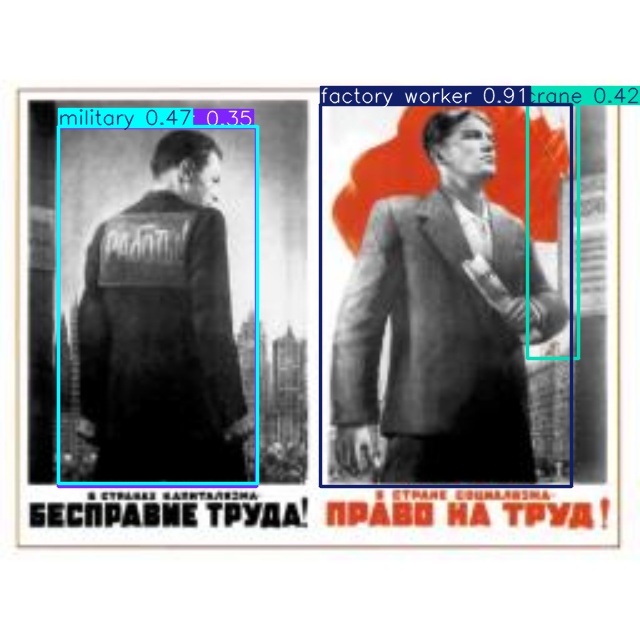 military 0.47 0.35
factory worker 0.91
crane 0.42
РАБОТЫ!
В СТРАНАХ КАПИТАЛИЗМА-
БЕСПРАВИЕ ТРУДА!
В СТРАНЕ СОЦИАЛИЗМА-
ПРАВО НА ТРУД!